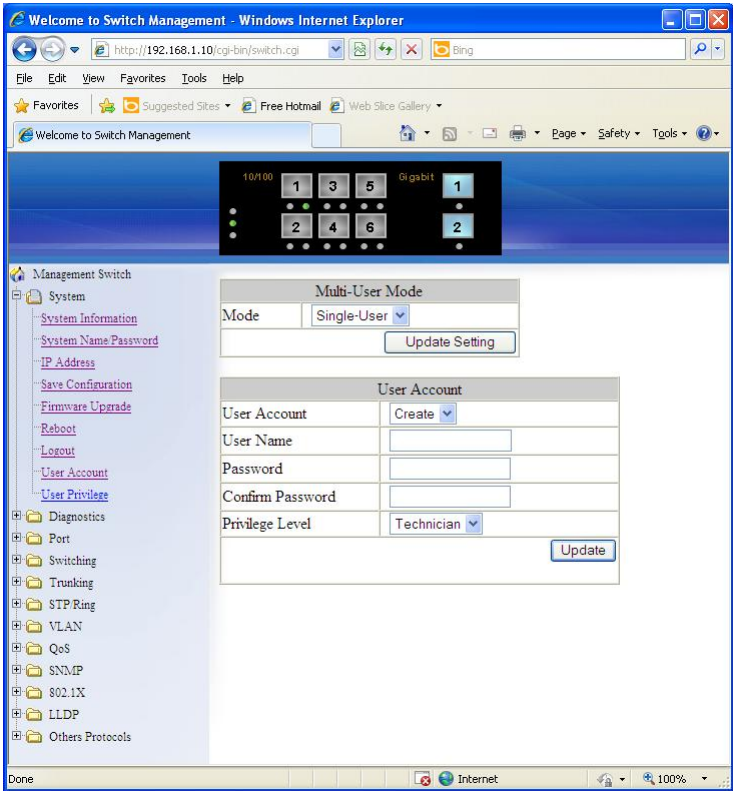 Welcome to Switch Management - Windows Internet Explorer
http://192.168.1.10/cgi-bin/switch.cgi
Bing
File Edit View Favorites Tools Help
Favorites Suggested Sites Free Hotmail Web Slice Gallery
Welcome to Switch Management
Page Safety Tools
10/100 1 3 5 Gigabit 1
2 4 6 2
Management Switch
System
System Information
System Name/Password
IP Address
Save Configuration
Firmware Upgrade
Reboot
Logout
User Account
User Privilege
Diagnostics
Port
Switching
Trunking
STP/Ring
VLAN
QoS
SNMP
802.1X
LLDP
Others Protocols
Multi-User Mode
Mode Single-User
Update Setting
User Account
User Account Create
User Name
Password
Confirm Password
Privilege Level Technician
Update
Done Internet 100%